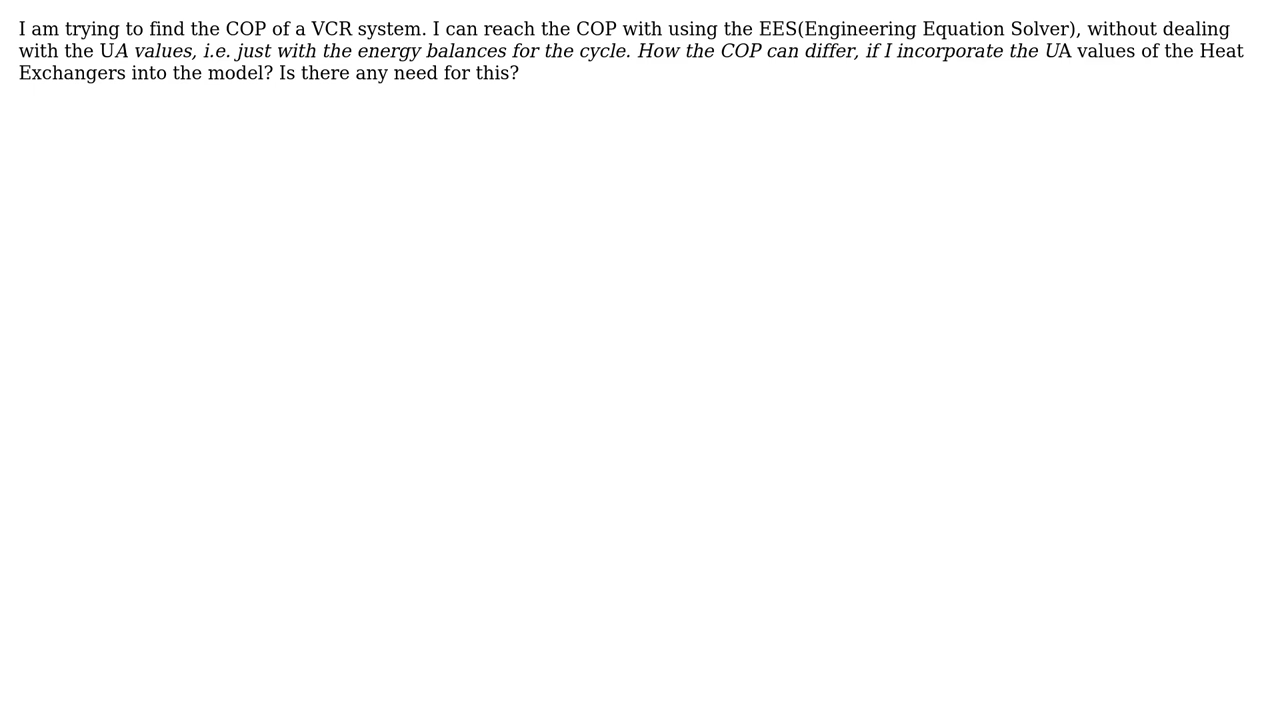 I am trying to find the COP of a VCR system. I can reach the COP with using the EES(Engineering Equation Solver), without dealing
with the UA values, i.e. just with the energy balances for the cycle. How the COP can differ, if I incorporate the UA values of the Heat
Exchangers into the model? Is there any need for this?